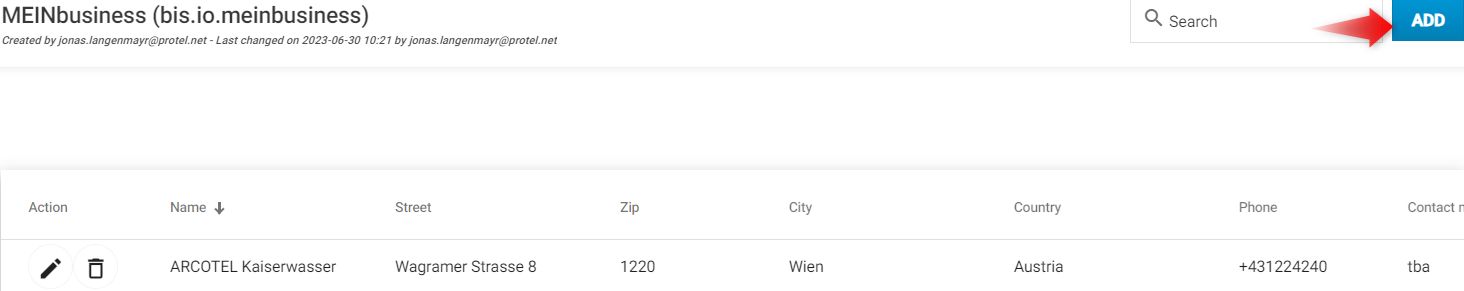 MEINbusiness (bis.io.meinbusiness)
Created by jonas.langenmayr@protel.net - Last changed on 2023-06-30 10:21 by jonas.langenmayr@protel.net
Search
ADD
Action Name Street Zip City Country Phone Contact
ARCOTEL Kaiserwasser Wagramer Strasse 8 1220 Wien Austria +431224240 tba